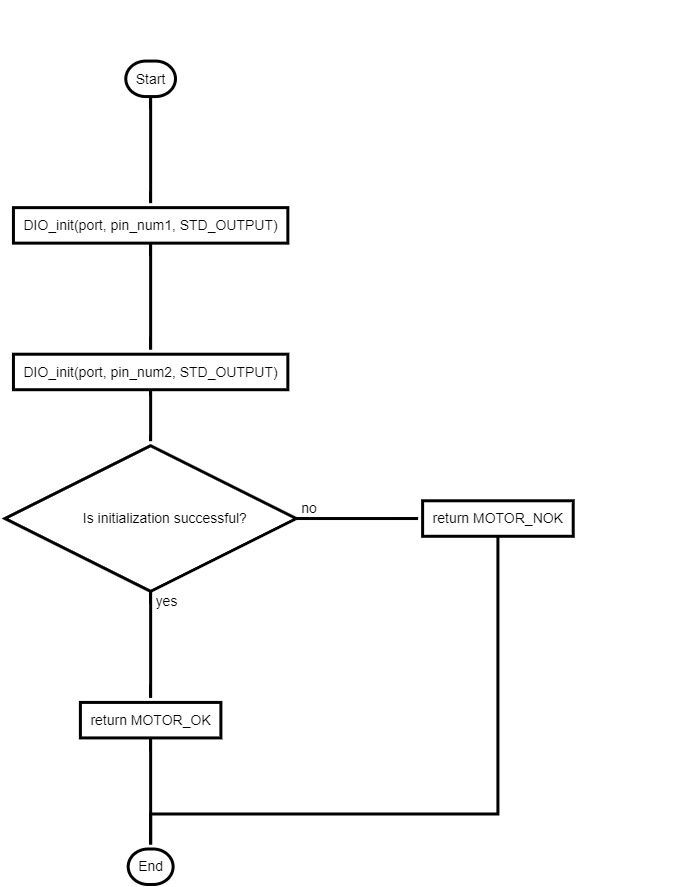 Start
DIO_init(port, pin_num1, STD_OUTPUT)
DIO_init(port, pin_num2, STD_OUTPUT)
Is initialization successful?
no
return MOTOR_NOK
yes
return MOTOR_OK
End